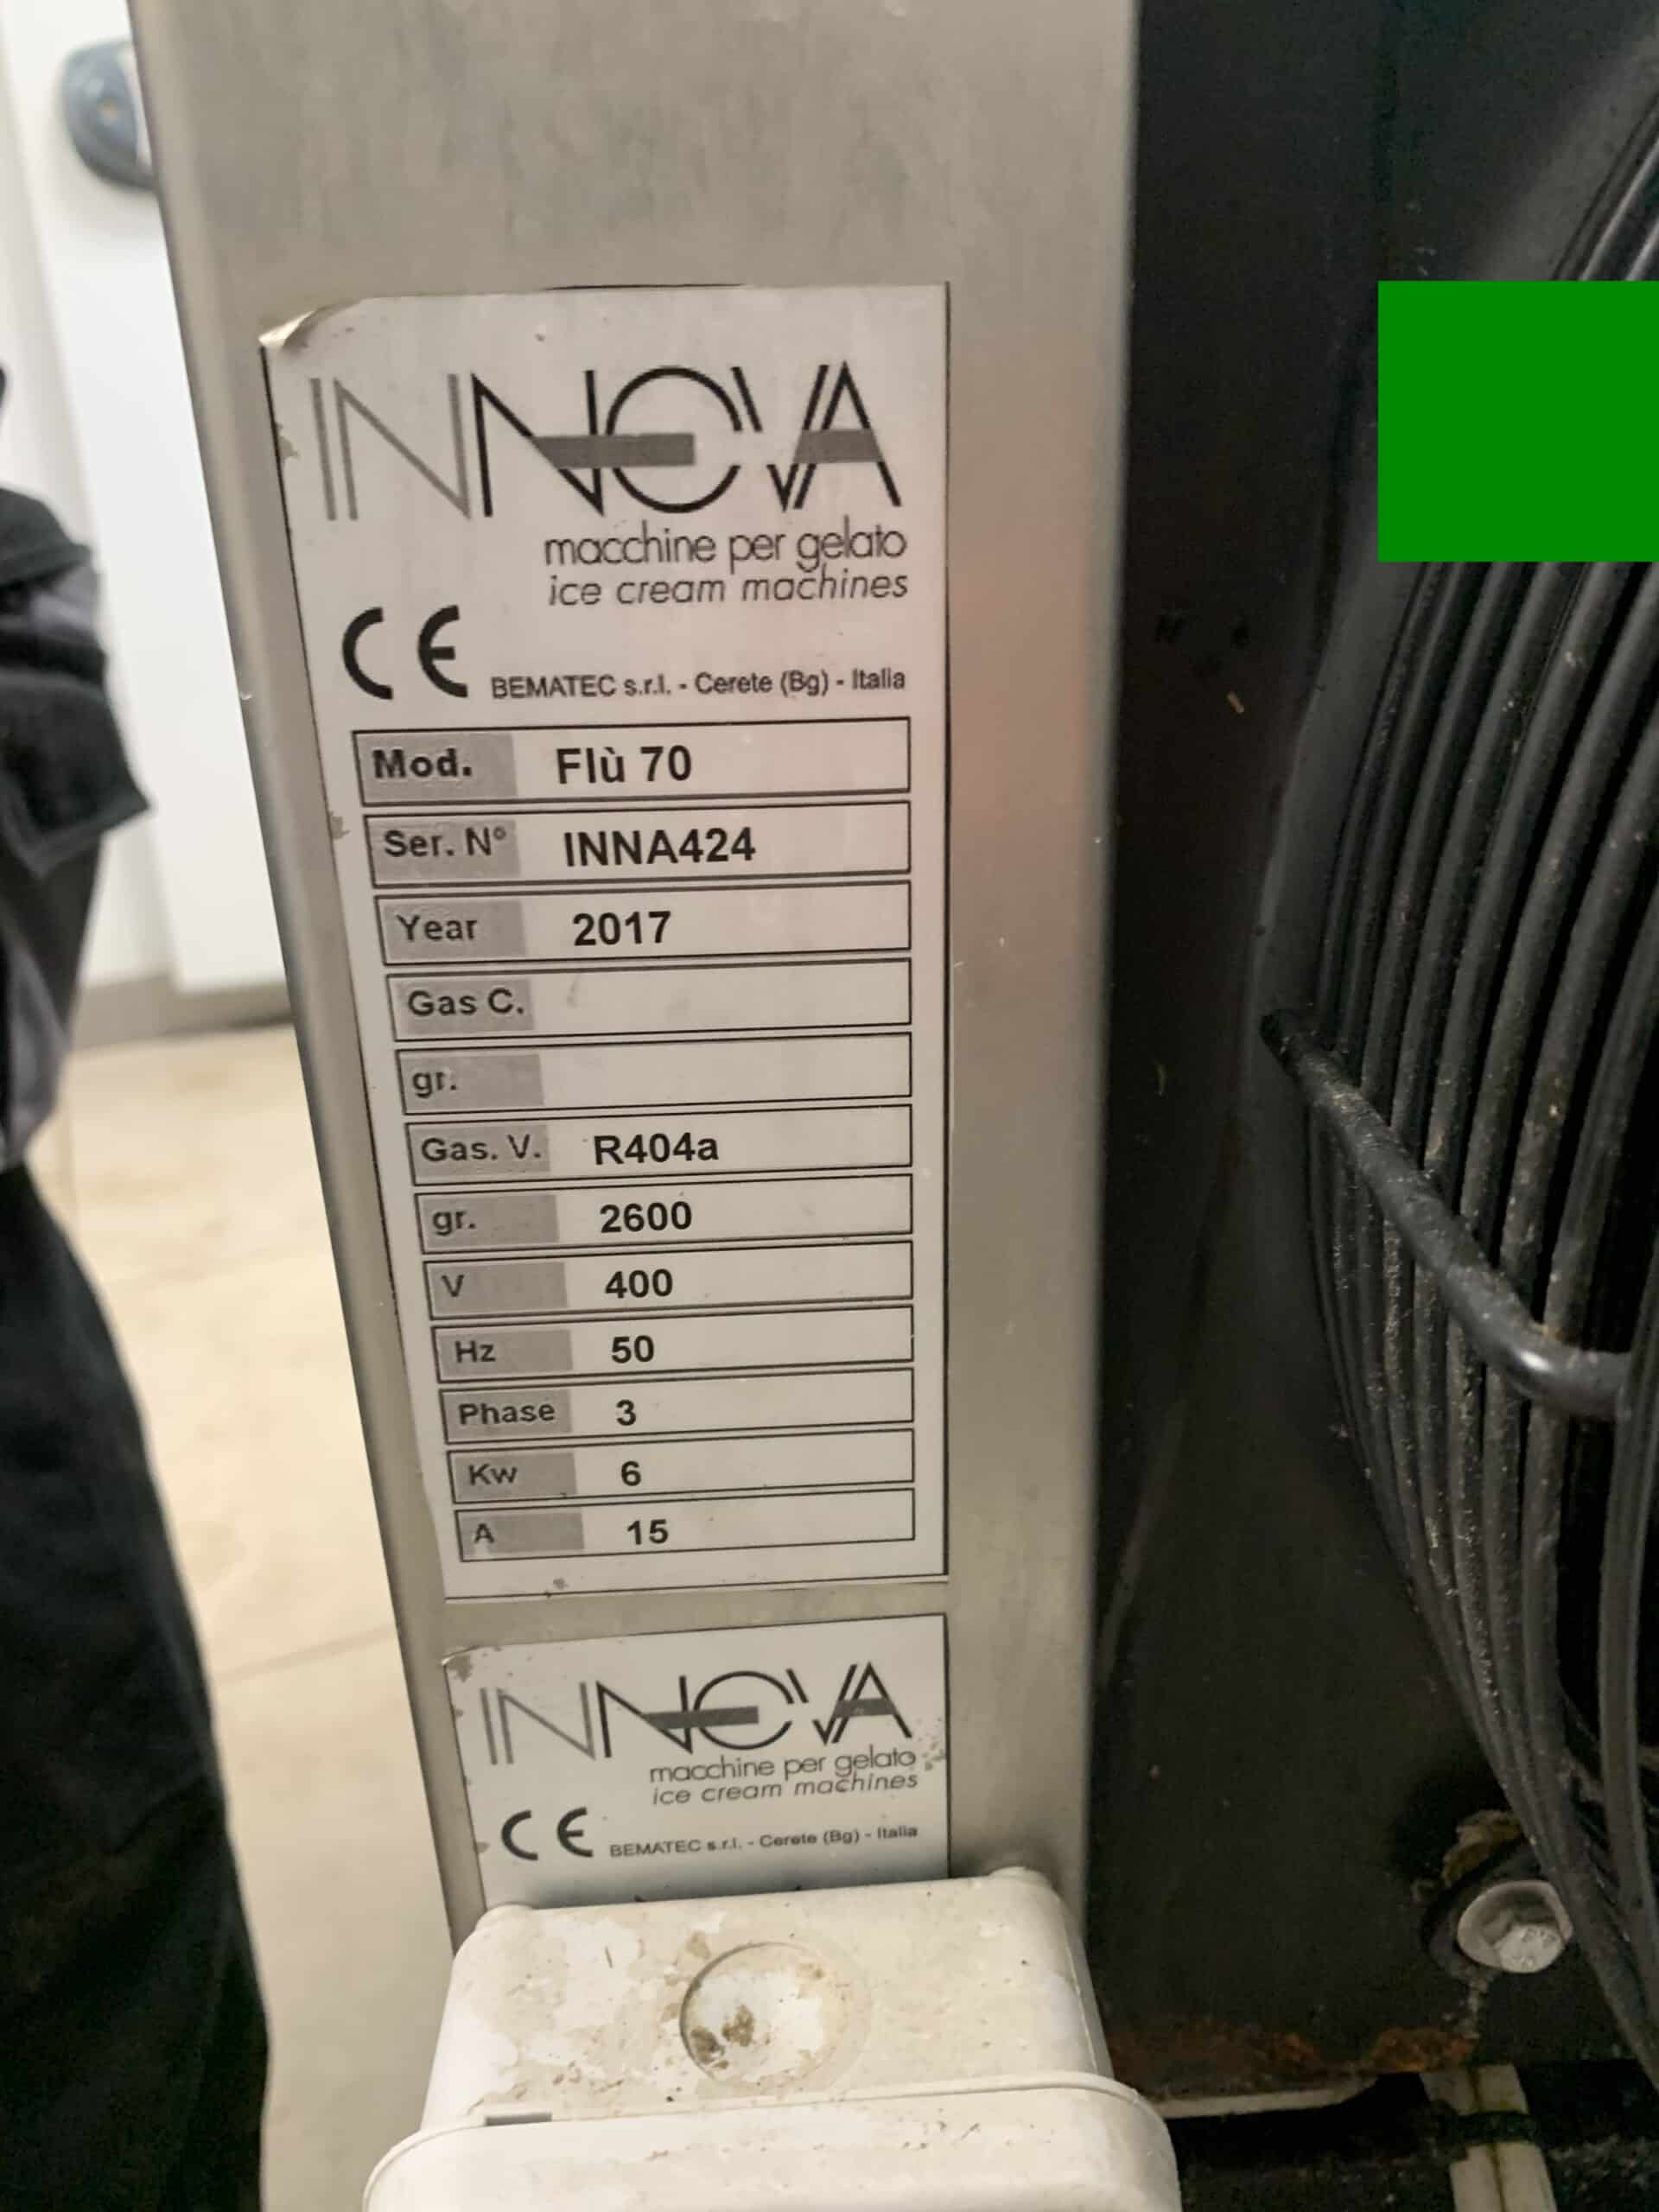 INNOVA
macchine per gelato
ice cream machines
CE BEMATEC s.r.l. - Cerete (Bg) - Italia
Mod. Flù 70
Ser. N° INNA424
Year 2017
Gas C.
gr.
Gas. V. R404a
gr. 2600
V 400
Hz 50
Phase 3
Kw 6
A 15
INNOVA
macchine per gelato
ice cream machines
CE BEMATEC s.r.l. - Cerete (Bg) - Italia